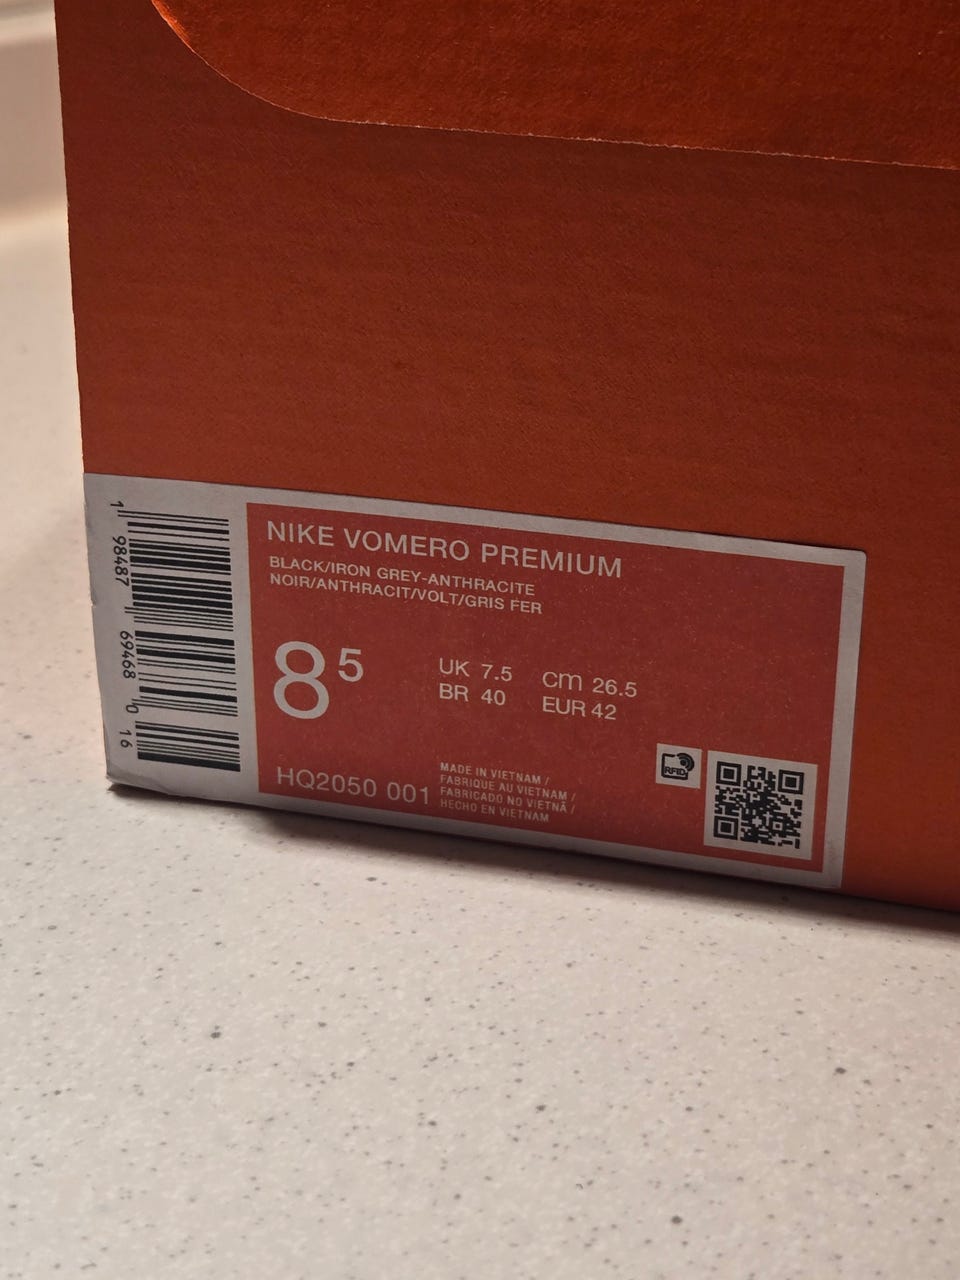 NIKE VOMERO PREMIUM
BLACK/IRON GREY-ANTHRACITE
NOIR/ANTHRACIT/VOLT/GRIS FER
8 5
UK 7.5 cm 26.5
BR 40 EUR 42
HQ2050 001
MADE IN VIETNAM /
FABRIQUE AU VIETNAM /
FABRICADO NO VIETNÃ /
HECHO EN VIETNAM
RFID
1 98487 69468 0 16